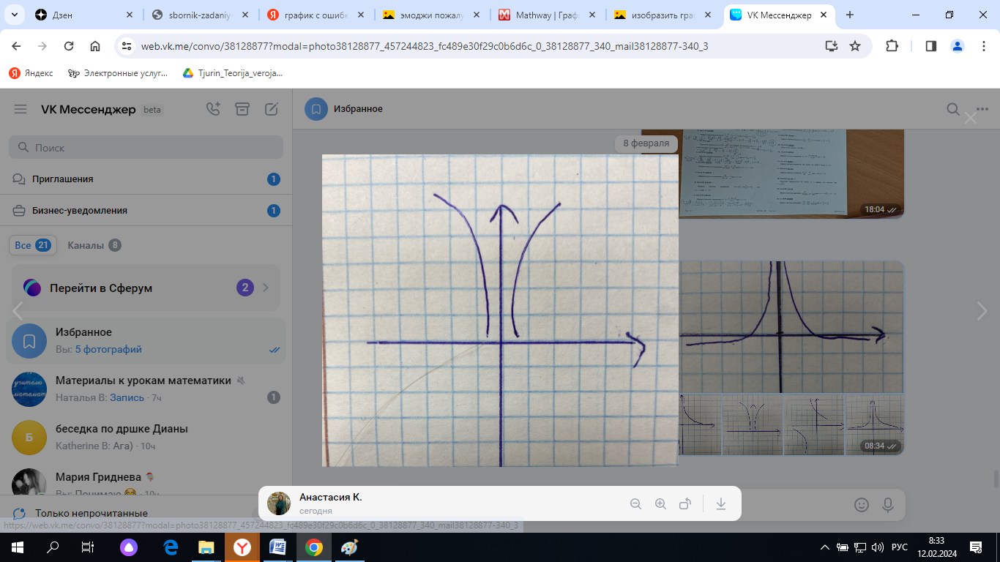 Дзен
sbornik-zadaniy-
график с ошибк
эмоджи пожалу
Mathway | Граф
изобразить гра
VK Мессенджер
web.vk.me/convo/38128877?modal=photo38128877_457244823_fc489e30f29c0b6d6c_0_38128877_340_mail38128877-340_3
Яндекс
Электронные услуг...
Tjurin_Teorija_veroja...
VK Мессенджер beta
Избранное
Поиск
8 февраля
Приглашения 1
Бизнес-уведомления 1
18:04
Все 21
Каналы 8
Перейти в Сферум 2
Избранное
Вы: 5 фотографий
Материалы к урокам математики
Наталья В: Запись · 7ч
1
беседка по дршке Дианы
Katherine В: Ага) · 10ч
08:34
Мария Гриднева
Вы: Понимаю 😁 · 10ч
Только непрочитанные
Анастасия К.
сегодня
https://web.vk.me/convo/38128877?modal=photo38128877_457244823_fc489e30f29c0b6d6c_0_38128877_340_mail38128877-340_3
РУС
8:33
12.02.2024